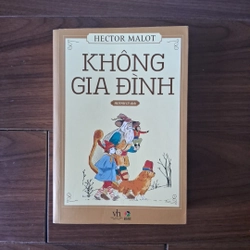 HECTOR MALOT
KHÔNG
GIA ĐÌNH